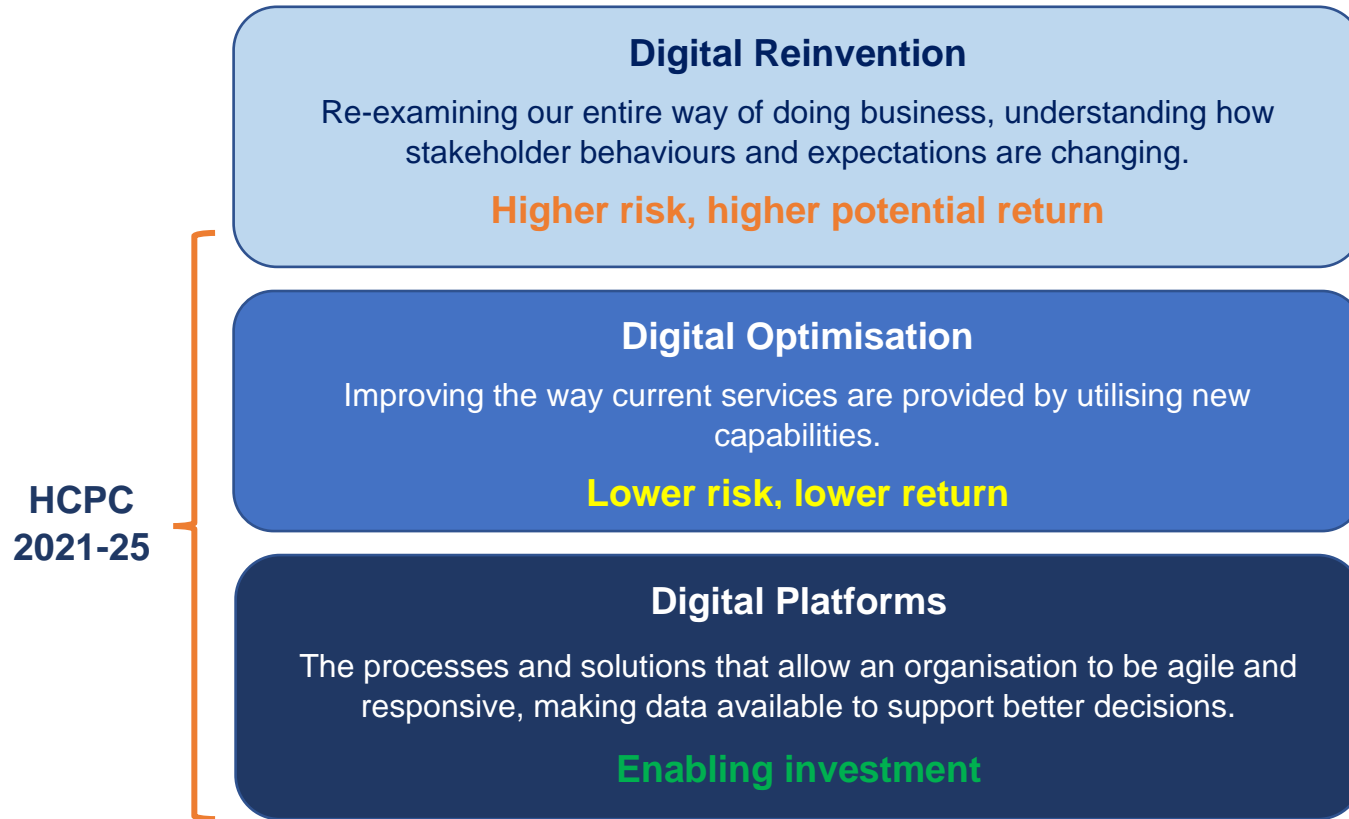 Digital Reinvention
Re-examining our entire way of doing business, understanding how
stakeholder behaviours and expectations are changing.
Higher risk, higher potential return
Digital Optimisation
Improving the way current services are provided by utilising new
capabilities.
Lower risk, lower return
HCPC
2021-25
Digital Platforms
The processes and solutions that allow an organisation to be agile and
responsive, making data available to support better decisions.
Enabling investment